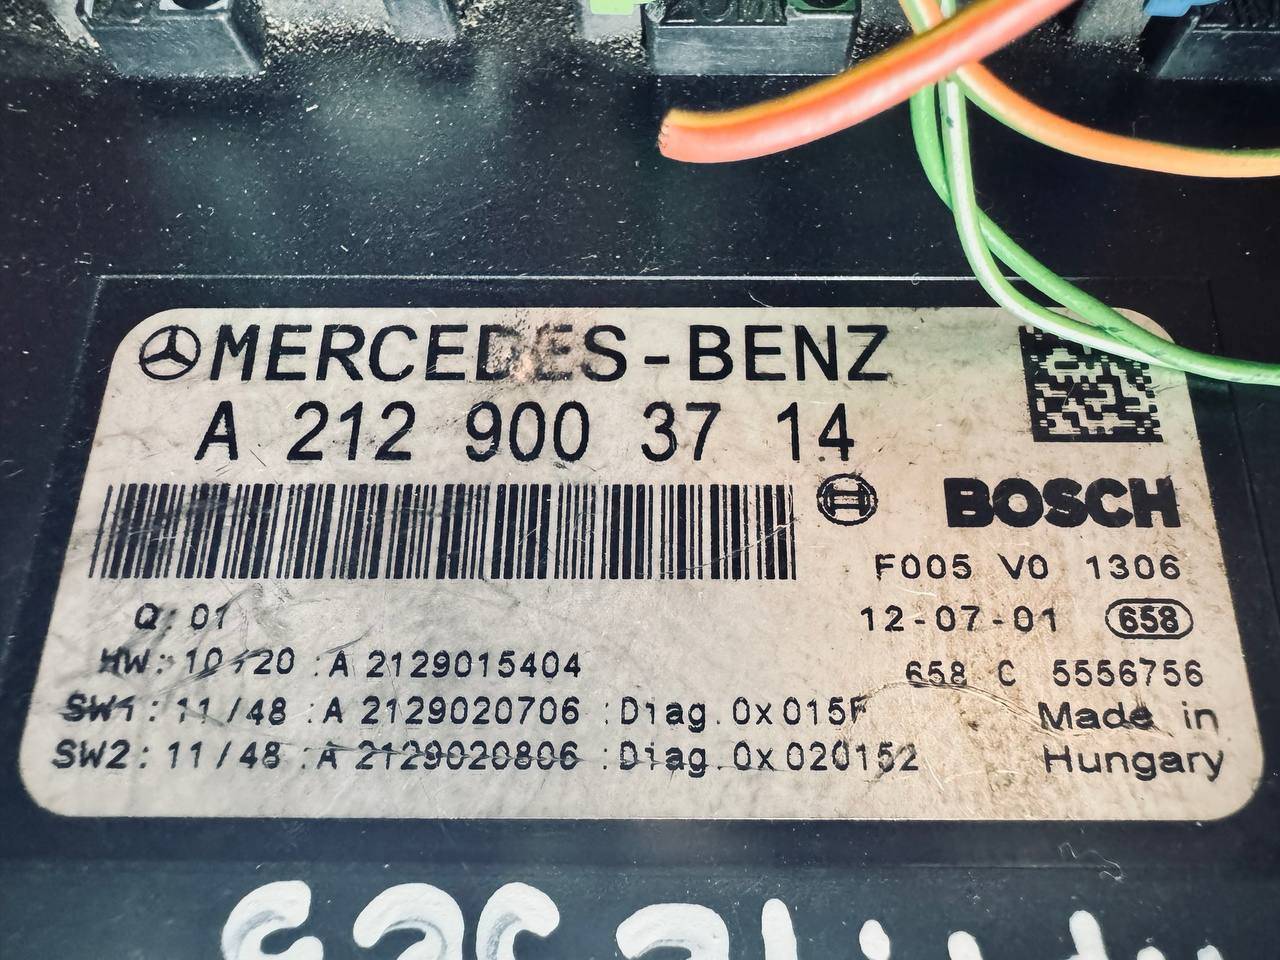 MERCEDES-BENZ
A 212 900 37 14
BOSCH
F005 V0 1306
Q: 01
12-07-01 658
HW: 10/20 :A 2129015404
658 C 5556756
SW1: 11/48 :A 2129020706 :Diag.0x015F
Made in
SW2: 11/48 :A 2129020806 :Diag.0x020152
Hungary